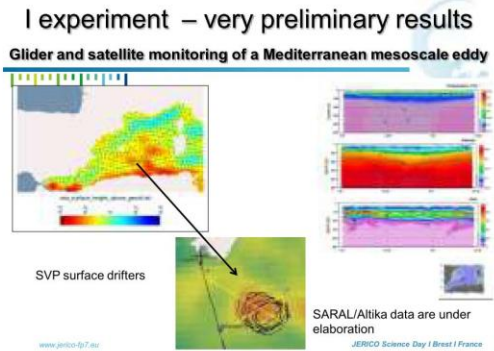 I experiment – very preliminary results
Glider and satellite monitoring of a Mediterranean mesoscale eddy
SVP surface drifters
SARAL/Altika data are under
elaboration
www.jerico-fp7.eu
JERICO Science Day I Brest I France